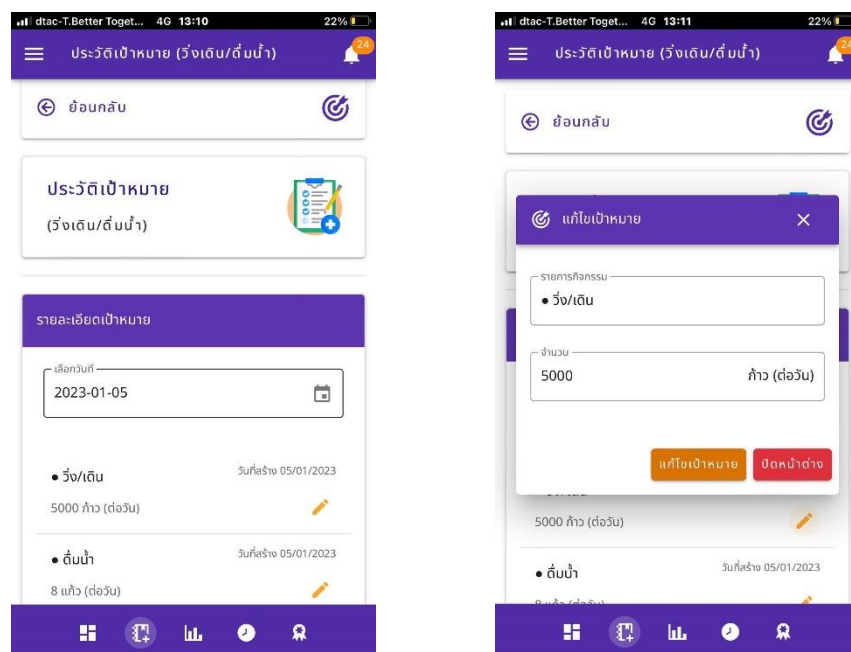 dtac-T.Better Toget... 4G 13:10 22%
ประวัติเป้าหมาย (วิ่งเดิน/ดื่มน้ำ) 24
ย้อนกลับ
ประวัติเป้าหมาย
(วิ่งเดิน/ดื่มน้ำ)
รายละเอียดเป้าหมาย
เลือกวันที่
2023-01-05
● วิ่ง/เดิน วันที่สร้าง 05/01/2023
5000 ก้าว (ต่อวัน)
● ดื่มน้ำ วันที่สร้าง 05/01/2023
8 แก้ว (ต่อวัน)
dtac-T.Better Toget... 4G 13:11 22%
ประวัติเป้าหมาย (วิ่งเดิน/ดื่มน้ำ) 24
ย้อนกลับ
แก้ไขเป้าหมาย
รายการกิจกรรม
● วิ่ง/เดิน
จำนวน
5000 ก้าว (ต่อวัน)
แก้ไขเป้าหมาย ปิดหน้าต่าง
5000 ก้าว (ต่อวัน)
● ดื่มน้ำ วันที่สร้าง 05/01/2023